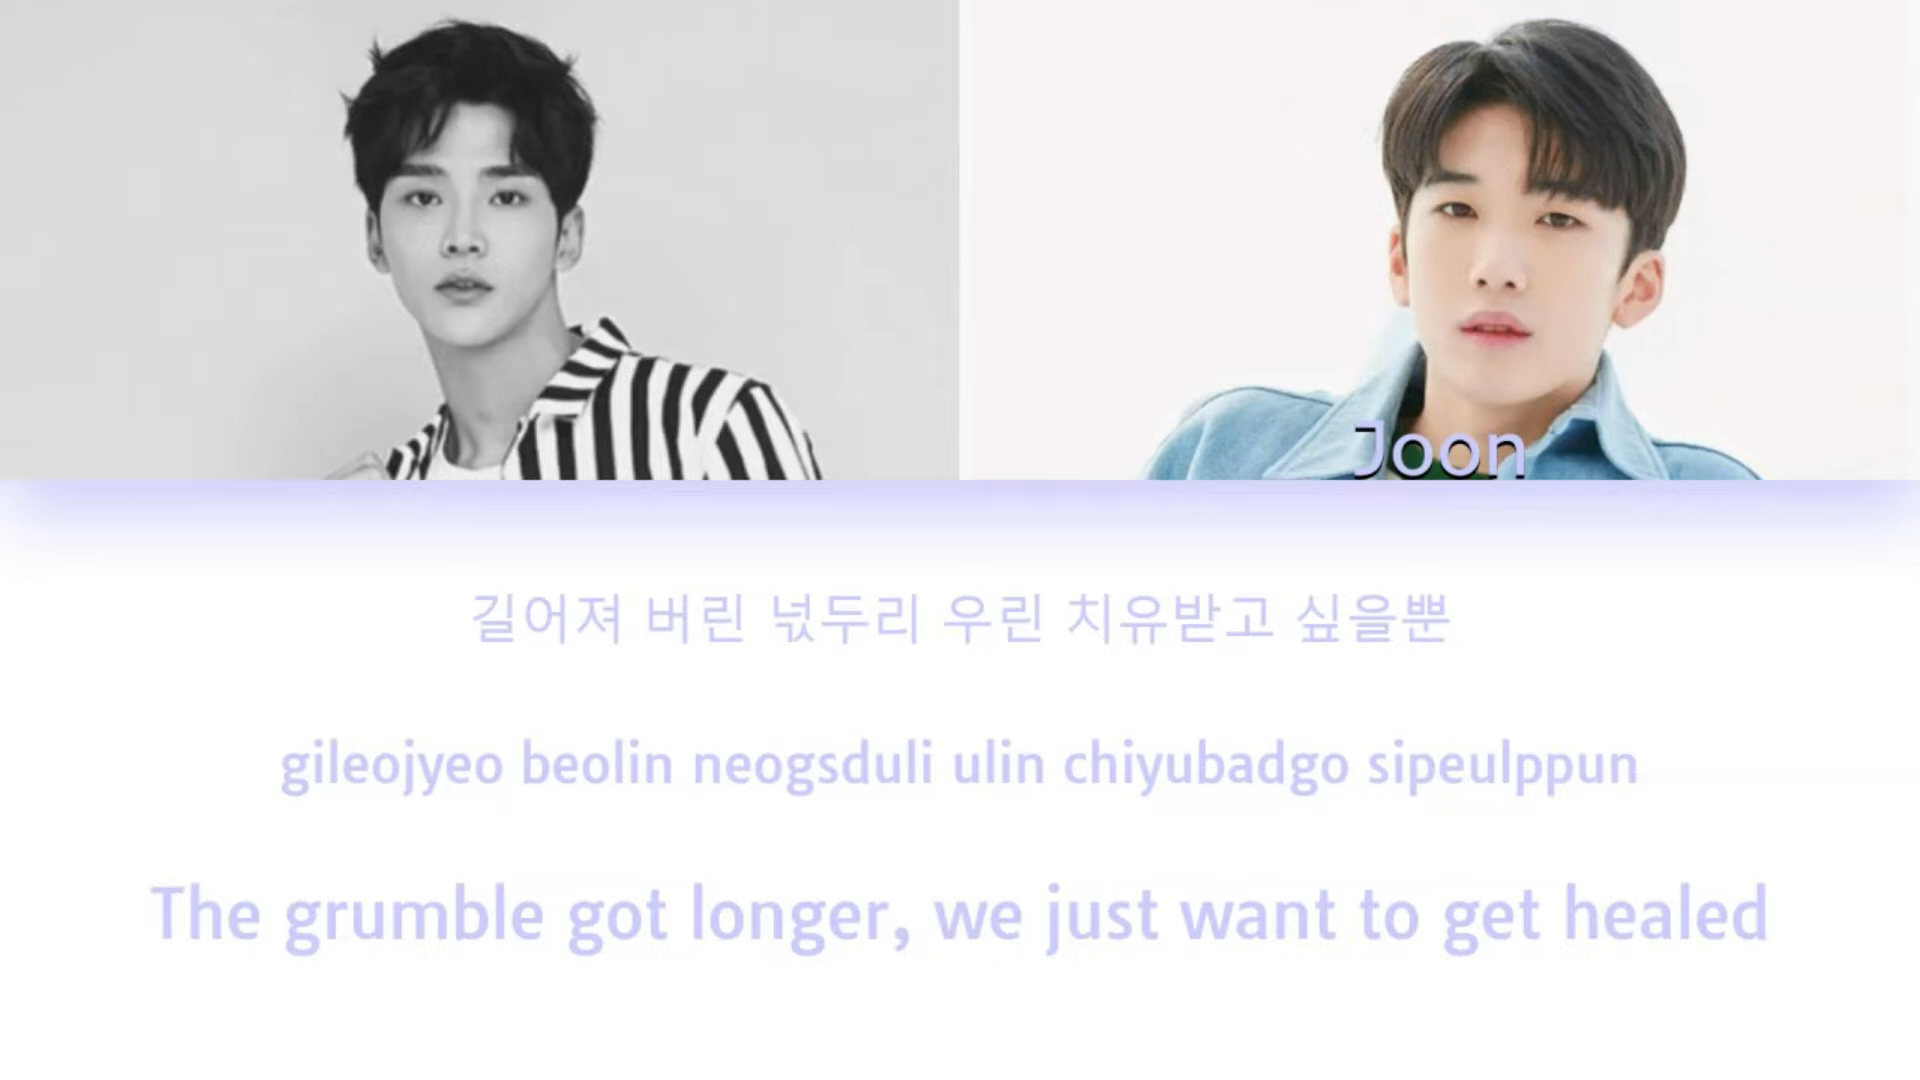 Joon
길어져 버린 넋두리 우린 치유받고 싶을뿐
gileojyeo beolin neogsduli ulin chiyubadgo sipeulppun
The grumble got longer, we just want to get healed